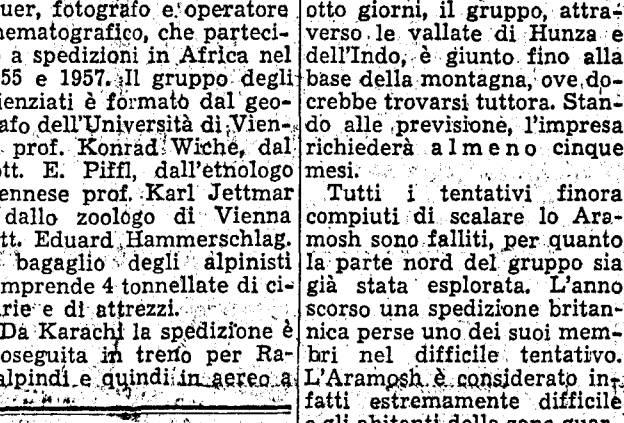 uer, fotografo e operatore
nematografico, che parteci-
a spedizioni in Africa nel
55 e 1957. Il gruppo degli
ienziati è formato dal geo-
afo dell'Università di Vien-
prof. Konrad Wiche, dal
tt. E. Piffl, dall'etnologo
ennese prof. Karl Jettmar
dallo zoologo di Vienna
tt. Eduard Hammerschlag.
bagaglio degli alpinisti
mprende 4 tonnellate di ci-
arie e di attrezzi.
Da Karachi la spedizione è
oseguita in treno per Ra-
alpindi e quindi in aereo a
otto giorni, il gruppo, attra-
verso le vallate di Hunza e
dell'Indo, è giunto fino alla
base della montagna, ove do-
crebbe trovarsi tuttora. Stan-
do alle previsione, l'impresa
richiederà almeno cinque
mesi.
Tutti i tentativi finora
compiuti di scalare lo Ara-
mosh sono falliti, per quanto
la parte nord del gruppo sia
già stata esplorata. L'anno
scorso una spedizione britan-
nica perse uno dei suoi mem-
bri nel difficile tentativo.
L'Aramosh è considerato in-
fatti estremamente difficile
e gli abitanti della zona guar-